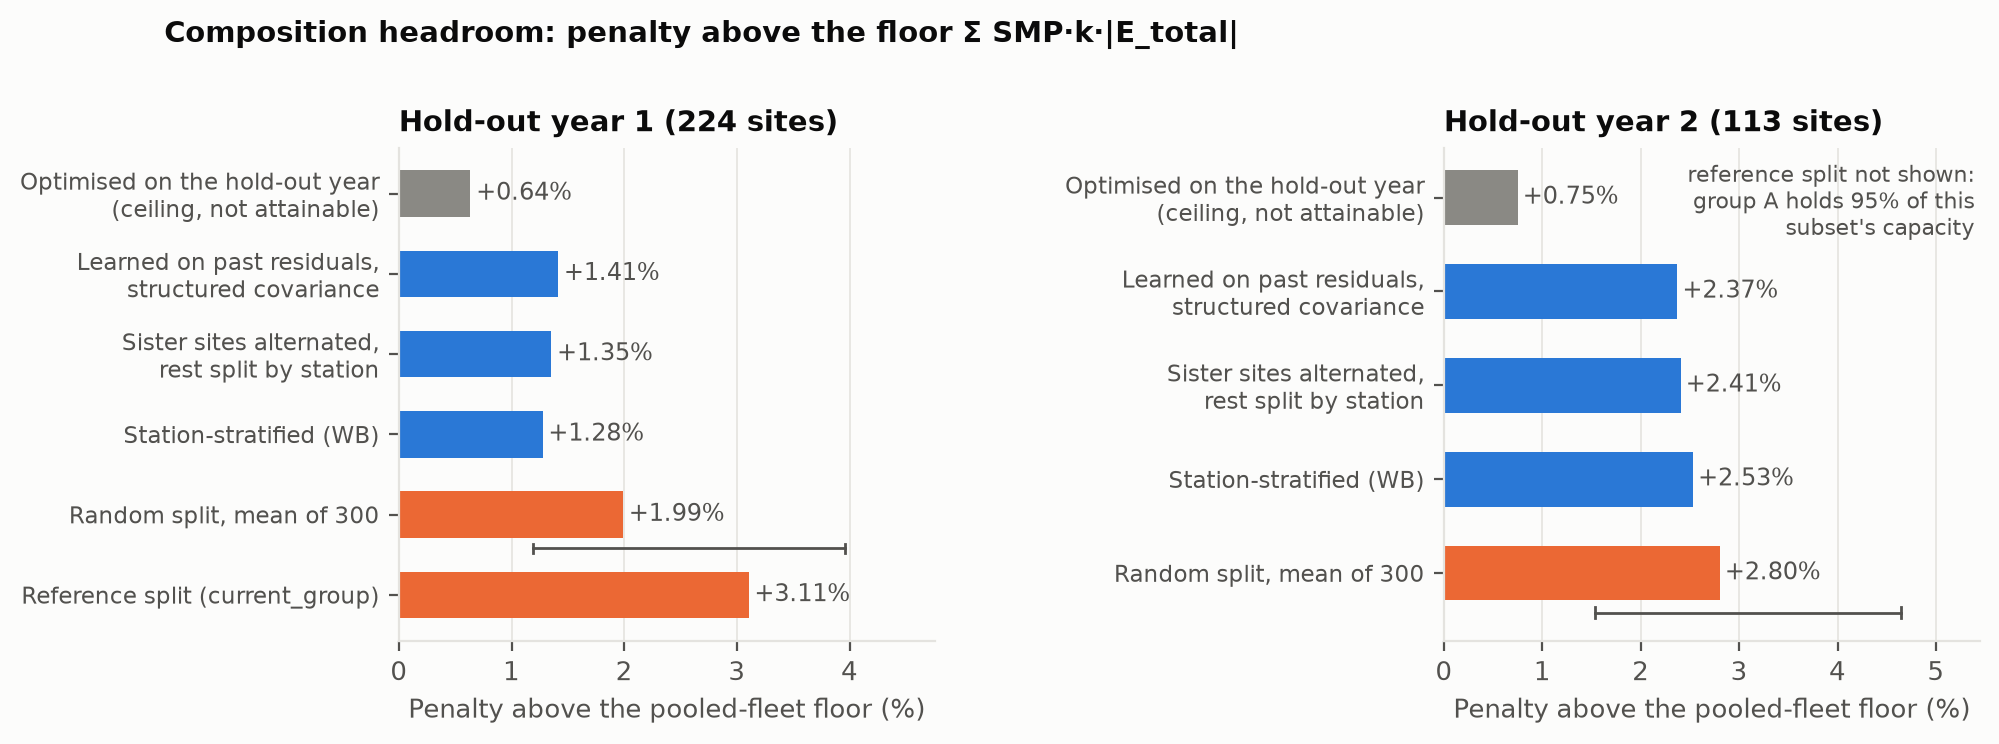 Composition headroom: penalty above the floor Σ SMP·k·|E_total|
Hold-out year 1 (224 sites)
Optimised on the hold-out year
(ceiling, not attainable)
+0.64%
Learned on past residuals,
structured covariance
+1.41%
Sister sites alternated,
rest split by station
+1.35%
Station-stratified (WB)
+1.28%
Random split, mean of 300
+1.99%
Reference split (current_group)
+3.11%
0 1 2 3 4
Penalty above the pooled-fleet floor (%)
Hold-out year 2 (113 sites)
reference split not shown:
group A holds 95% of this
subset's capacity
Optimised on the hold-out year
(ceiling, not attainable)
+0.75%
Learned on past residuals,
structured covariance
+2.37%
Sister sites alternated,
rest split by station
+2.41%
Station-stratified (WB)
+2.53%
Random split, mean of 300
+2.80%
0 1 2 3 4 5
Penalty above the pooled-fleet floor (%)